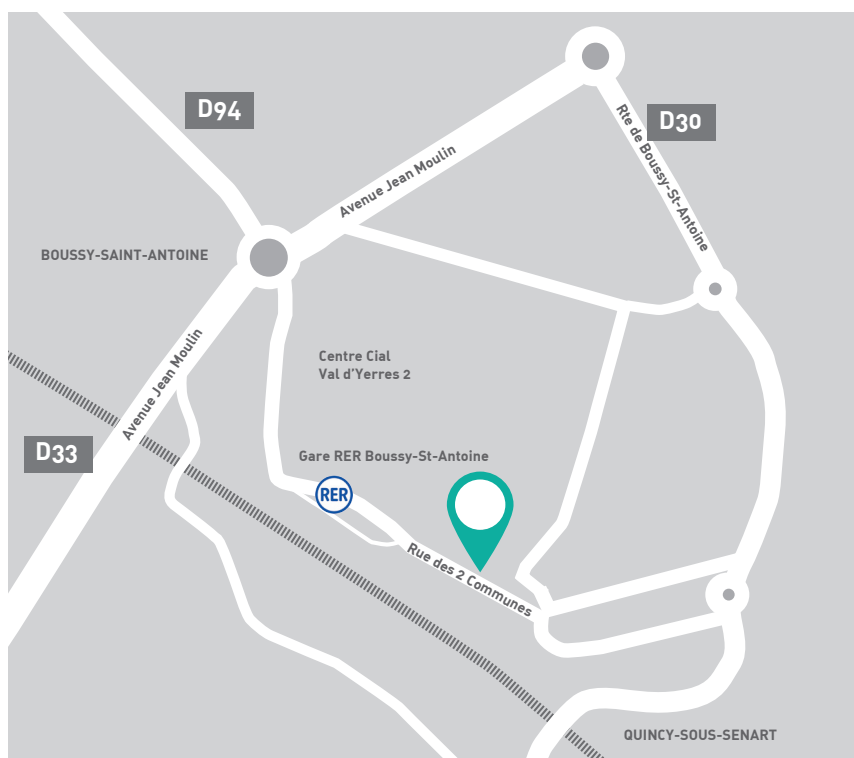 D94
D30
Avenue Jean Moulin
Rte de Boussy-St-Antoine
BOUSSY-SAINT-ANTOINE
Avenue Jean Moulin
Centre Cial
Val d'Yerres 2
D33
Gare RER Boussy-St-Antoine
RER
Rue des 2 Communes
QUINCY-SOUS-SENART